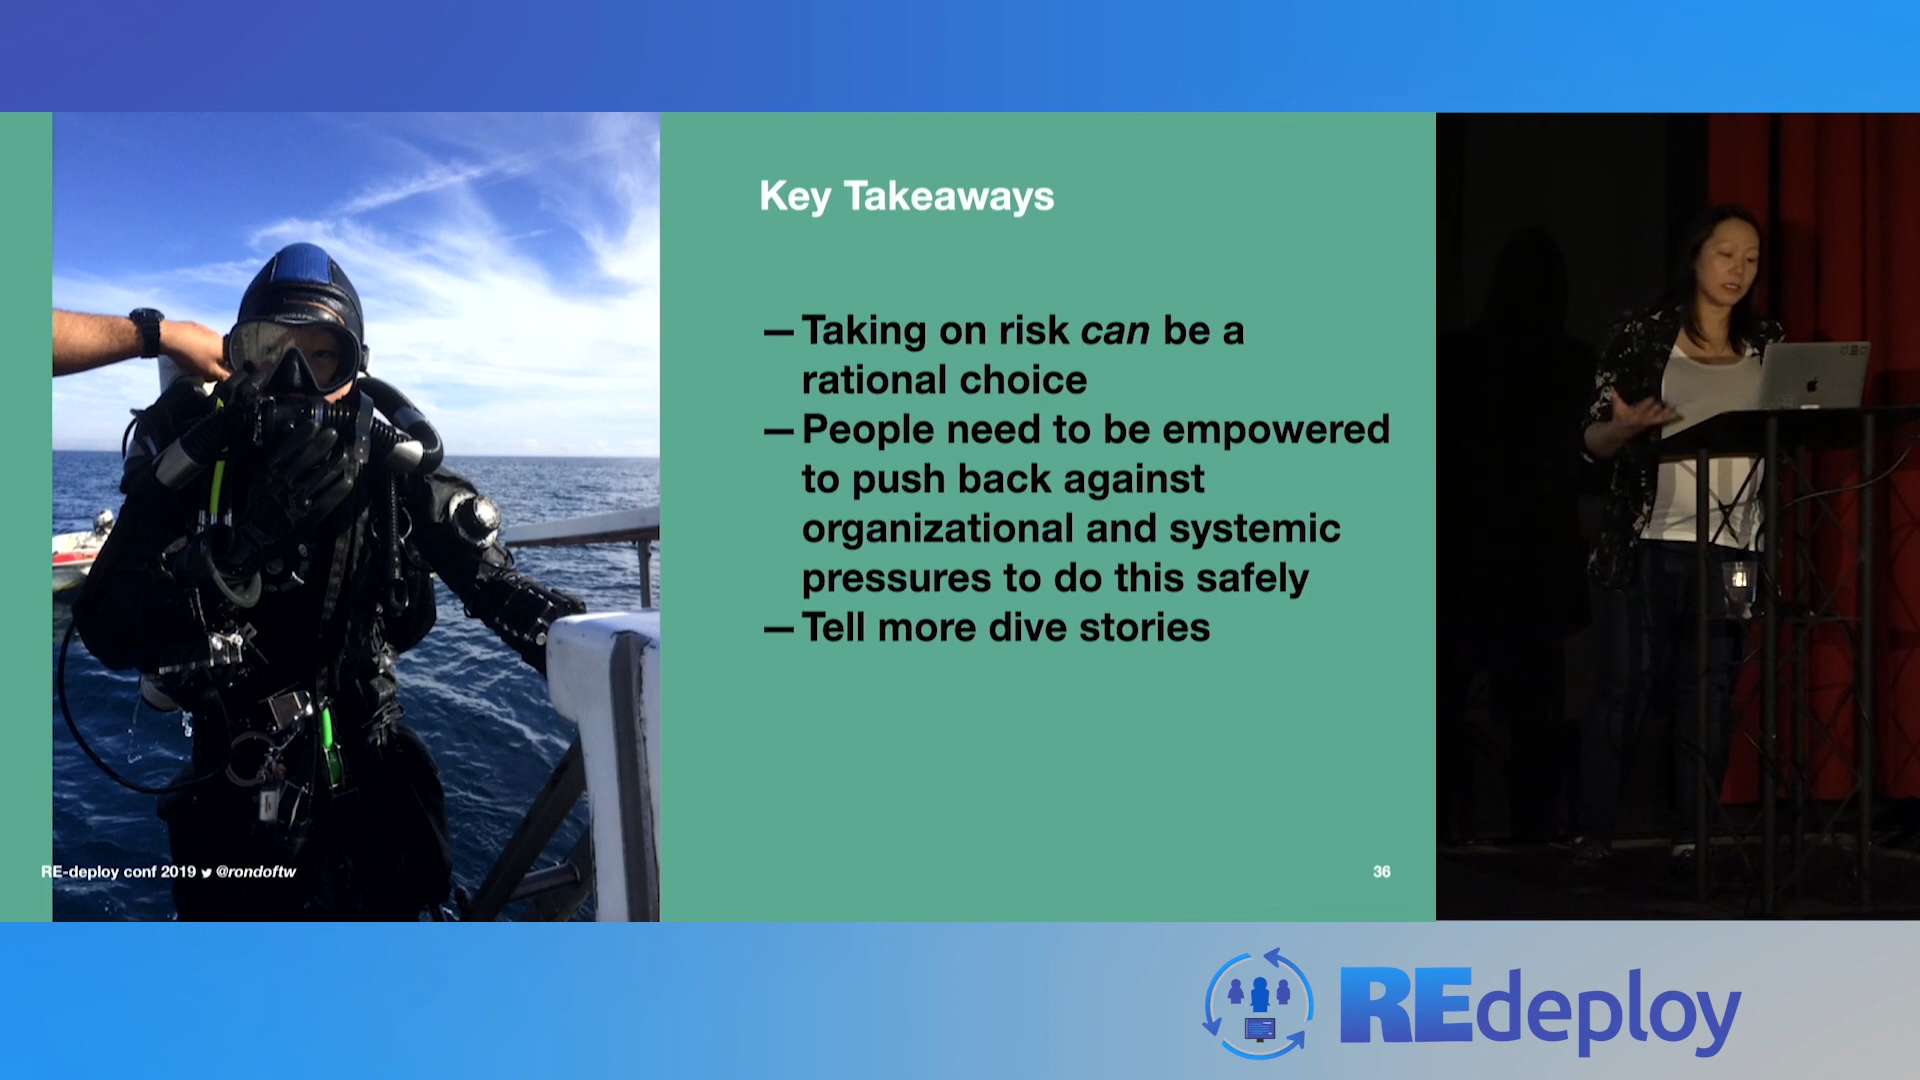 Key Takeaways
—Taking on risk can be a
rational choice
—People need to be empowered
to push back against
organizational and systemic
pressures to do this safely
—Tell more dive stories
RE-deploy conf 2019 @rondoftw
36
REdeploy